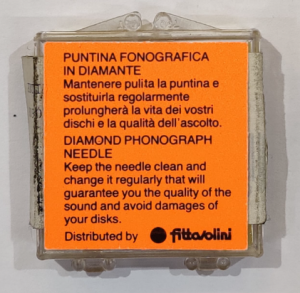 PUNTINA FONOGRAFICA
IN DIAMANTE
Mantenere pulita la puntina e
sostituirla regolarmente
prolungherà la vita dei vostri
dischi e la qualità dell'ascolto.
DIAMOND PHONOGRAPH
NEEDLE
Keep the needle clean and
change it regularly that will
guarantee you the quality of the
sound and avoid damages of
your disks.
Distributed by fittasolini